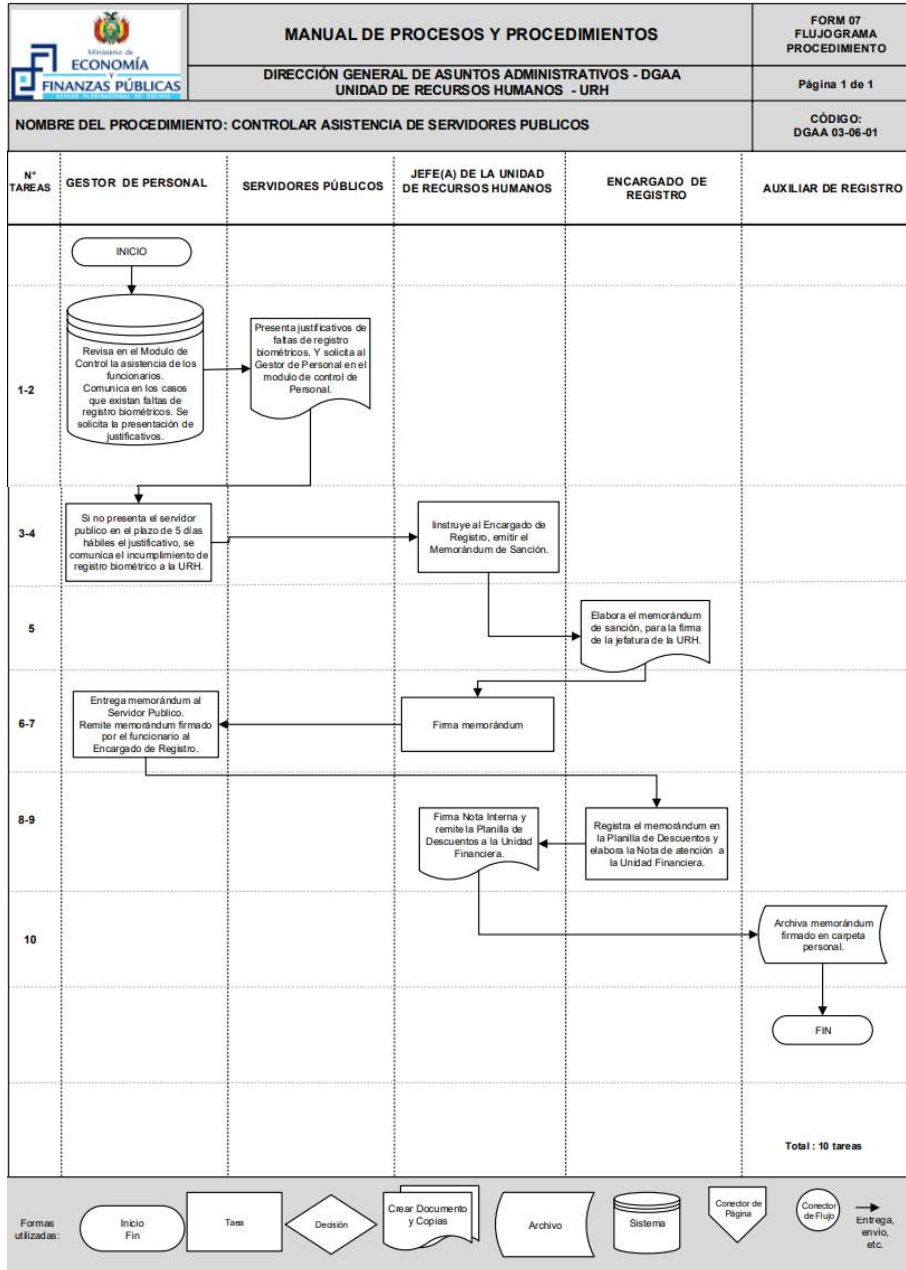 Ministerio de
ECONOMÍA
Y
FINANZAS PÚBLICAS
MANUAL DE PROCESOS Y PROCEDIMIENTOS
FORM 07
FLUJOGRAMA
PROCEDIMIENTO
DIRECCIÓN GENERAL DE ASUNTOS ADMINISTRATIVOS - DGAA
UNIDAD DE RECURSOS HUMANOS - URH
Página 1 de 1
NOMBRE DEL PROCEDIMIENTO: CONTROLAR ASISTENCIA DE SERVIDORES PUBLICOS
CÓDIGO:
DGAA 03-06-01
N°
TAREAS
GESTOR DE PERSONAL
SERVIDORES PÚBLICOS
JEFE(A) DE LA UNIDAD
DE RECURSOS HUMANOS
ENCARGADO DE
REGISTRO
AUXILIAR DE REGISTRO
INICIO
1-2
Revisa en el Modulo de
Control la asistencia de los
funcionarios.
Comunica en los casos
que existan faltas de
registro biométricos. Se
solicita la presentación de
justificativos.
Presenta justificativos de
faltas de registro
biométricos. Y solicita al
Gestor de Personal en el
modulo de control de
Personal.
3-4
Si no presenta el servidor
publico en el plazo de 5 días
hábiles el justificativo, se
comunica el incumplimiento de
registro biométrico a la URH.
Iinstruye al Encargado de
Registro, emitir el
Memorándum de Sanción.
5
Elabora el memorándum
de sanción, para la firma
de la jefatura de la URH.
6-7
Entrega memorándum al
Servidor Publico.
Remite memorándum firmado
por el funcionario al
Encargado de Registro.
Firma memorándum
8-9
Firma Nota Interna y
remite la Planilla de
Descuentos a la Unidad
Financiera.
Registra el memorándum en
la Planilla de Descuentos y
elabora la Nota de atención a
la Unidad Financiera.
10
Archiva memorándum
firmado en carpeta
personal.
FIN
Total : 10 tareas
Formas
utilizadas:
Inicio
Fin
Tarea
Decisión
Crear Documento
y Copias
Archivo
Sistema
Conector de
Página
Conector
de Flujo
Entrega,
envio,
etc.